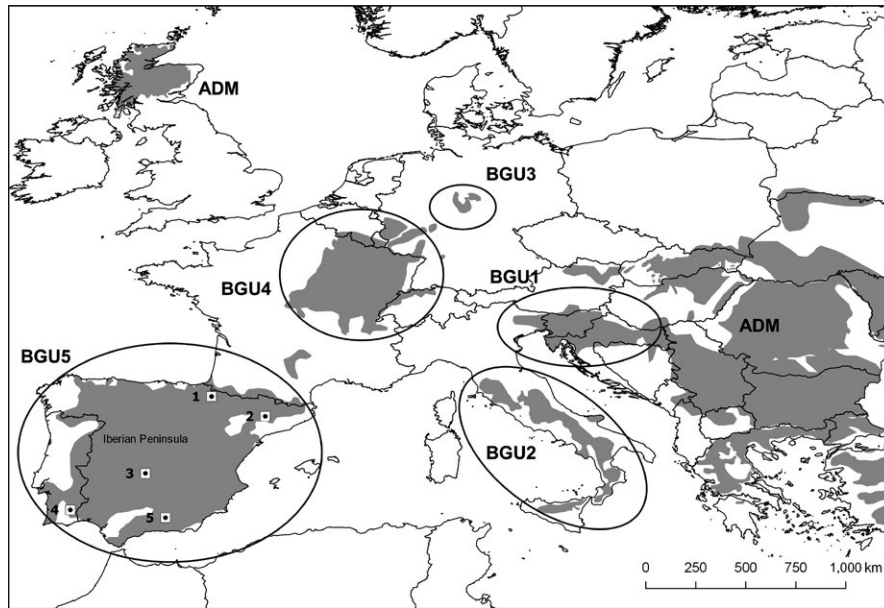 ADM
BGU3
BGU4
BGU1
ADM
BGU5
1
2
Iberian Peninsula
BGU2
3
4
5
0 250 500 750 1,000 km